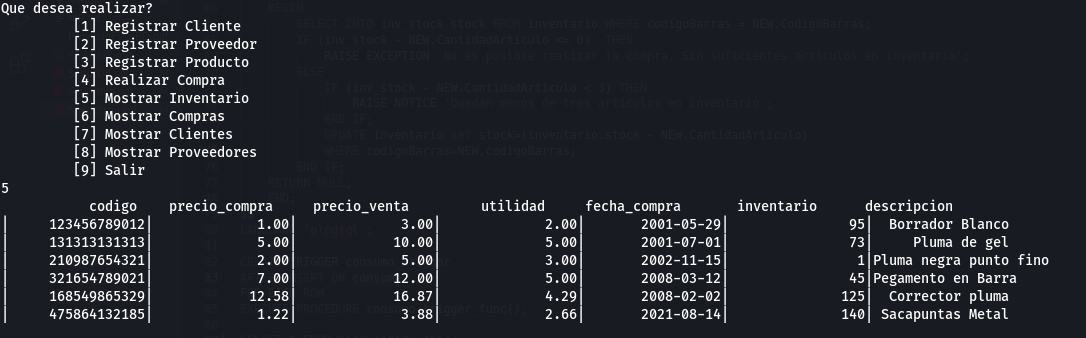 Que desea realizar?
[1] Registrar Cliente
[2] Registrar Proveedor
[3] Registrar Producto
[4] Realizar Compra
[5] Mostrar Inventario
[6] Mostrar Compras
[7] Mostrar Clientes
[8] Mostrar Proveedores
[9] Salir
5
codigo precio_compra precio_venta utilidad fecha_compra inventario descripcion
| 123456789012| 1.00| 3.00| 2.00| 2001-05-29| 95| Borrador Blanco
| 131313131313| 5.00| 10.00| 5.00| 2001-07-01| 73| Pluma de gel
| 210987654321| 2.00| 5.00| 3.00| 2002-11-15| 1|Pluma negra punto fino
| 321654789021| 7.00| 12.00| 5.00| 2008-03-12| 45|Pegamento en Barra
| 168549865329| 12.58| 16.87| 4.29| 2008-02-02| 125| Corrector pluma
| 475864132185| 1.22| 3.88| 2.66| 2021-08-14| 140| Sacapuntas Metal